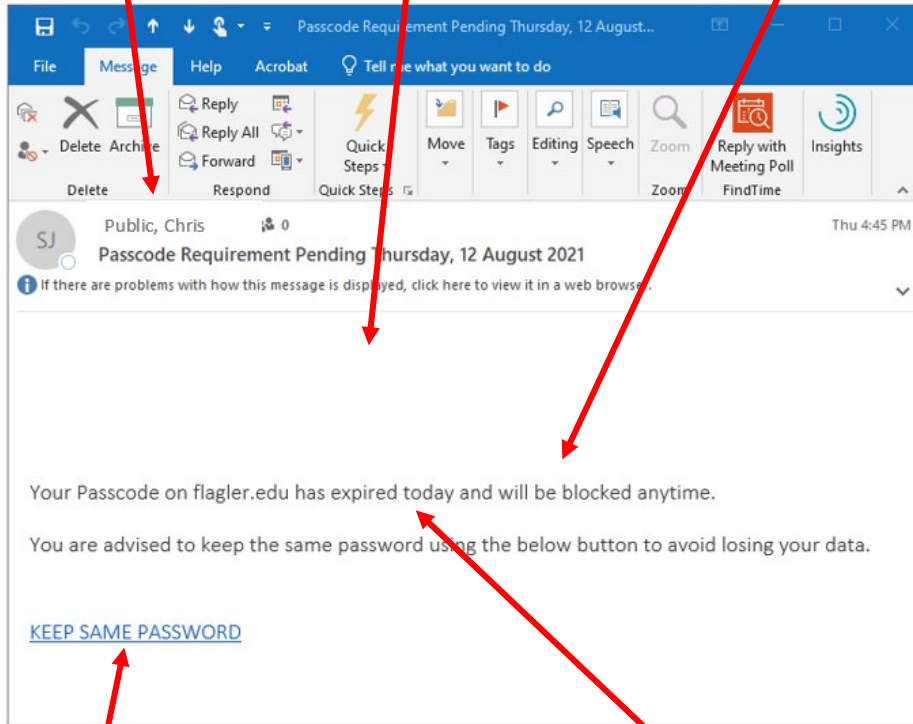 Passcode Requirement Pending Thursday, 12 August...
File Message Help Acrobat Tell me what you want to do
Delete Archive
Reply
Reply All
Forward
Quick Steps
Move Tags Editing Speech Zoom
Reply with Meeting Poll
Insights
Delete Respond Quick Steps Zoom FindTime
SJ
Public, Chris 0 Thu 4:45 PM
Passcode Requirement Pending Thursday, 12 August 2021
If there are problems with how this message is displayed, click here to view it in a web browser.
Your Passcode on flagler.edu has expired today and will be blocked anytime.
You are advised to keep the same password using the below button to avoid losing your data.
KEEP SAME PASSWORD